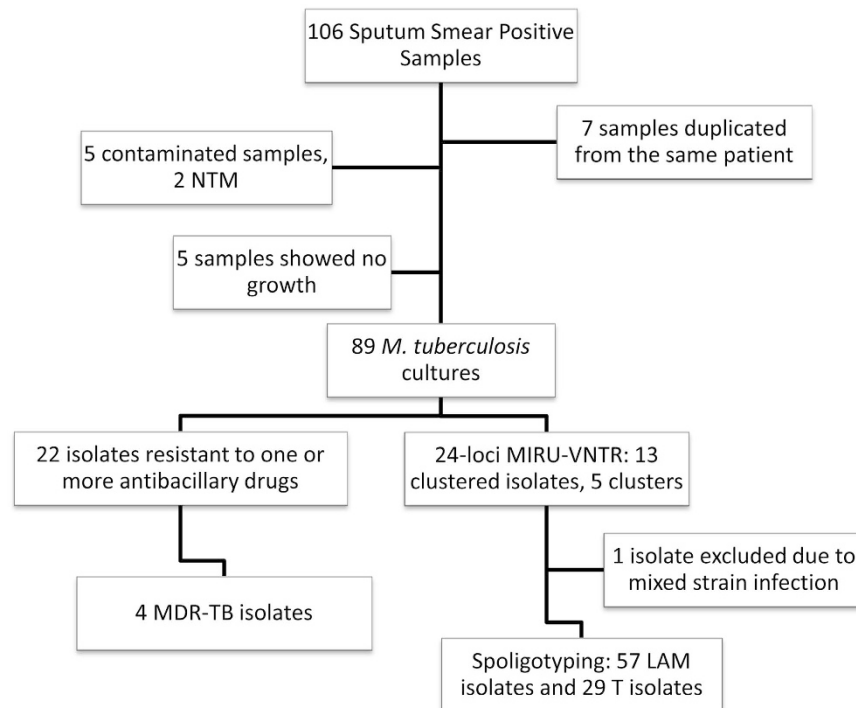 106 Sputum Smear Positive
Samples
7 samples duplicated
from the same patient
5 contaminated samples,
2 NTM
5 samples showed no
growth
89 M. tuberculosis
cultures
22 isolates resistant to one or
more antibacillary drugs
24-loci MIRU-VNTR: 13
clustered isolates, 5 clusters
1 isolate excluded due to
mixed strain infection
4 MDR-TB isolates
Spoligotyping: 57 LAM
isolates and 29 T isolates